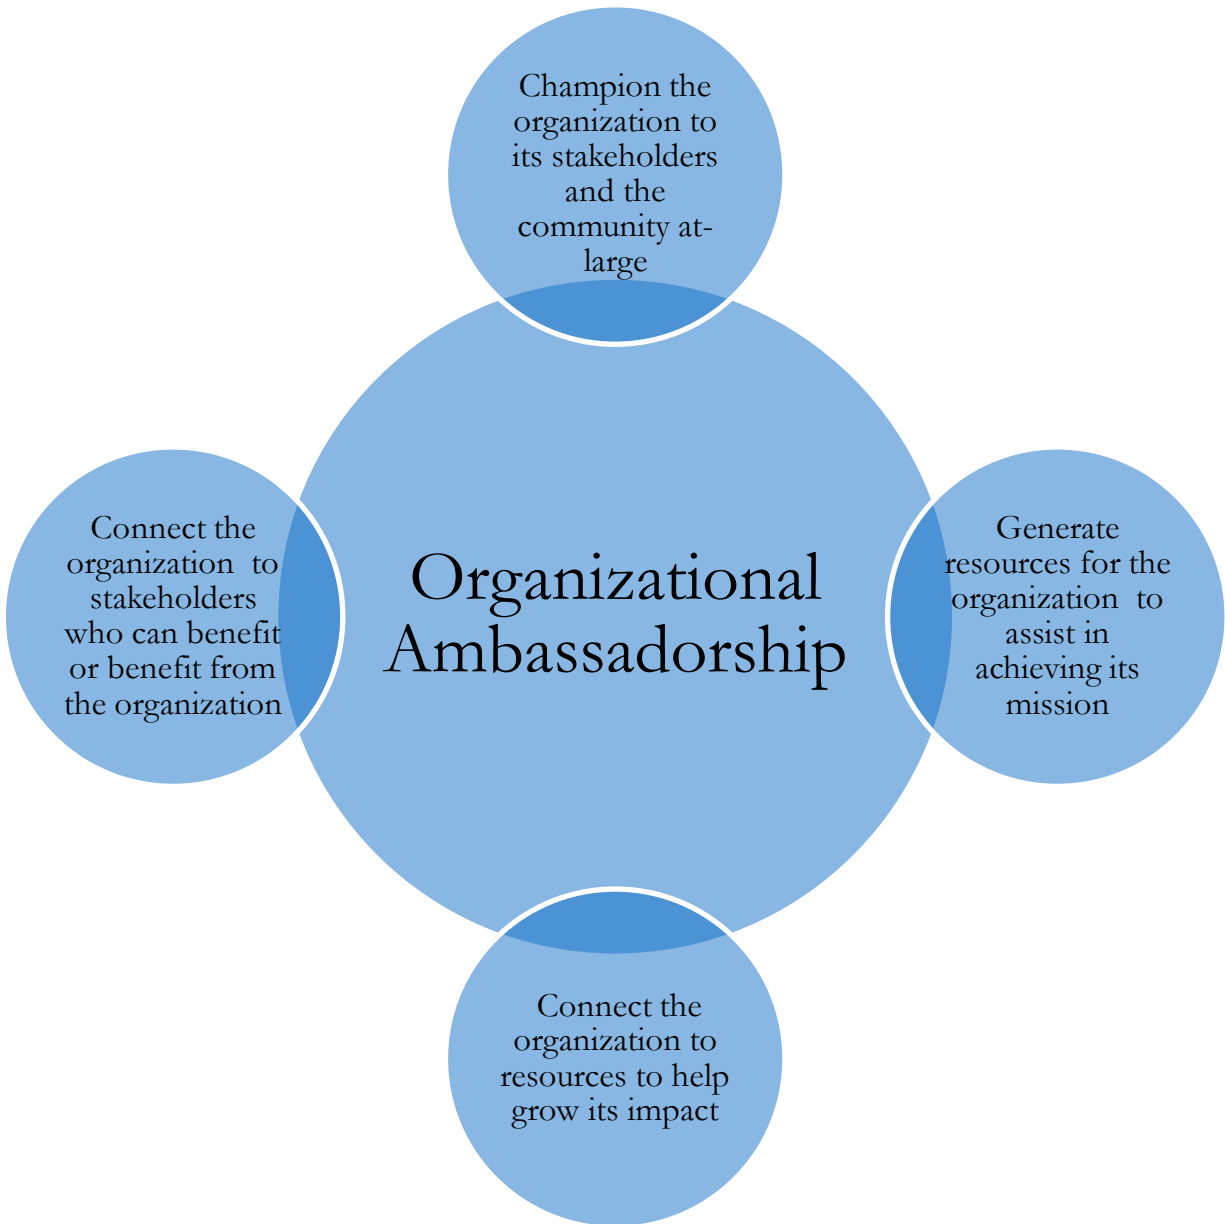 Champion the
organization to
its stakeholders
and the
community at-
large
Connect the
organization  to
stakeholders
who can benefit
or benefit from
the organization
Organizational
Ambassadorship
Generate
resources for the
organization  to
assist in
achieving its
mission
Connect the
organization to
resources to help
grow its impact